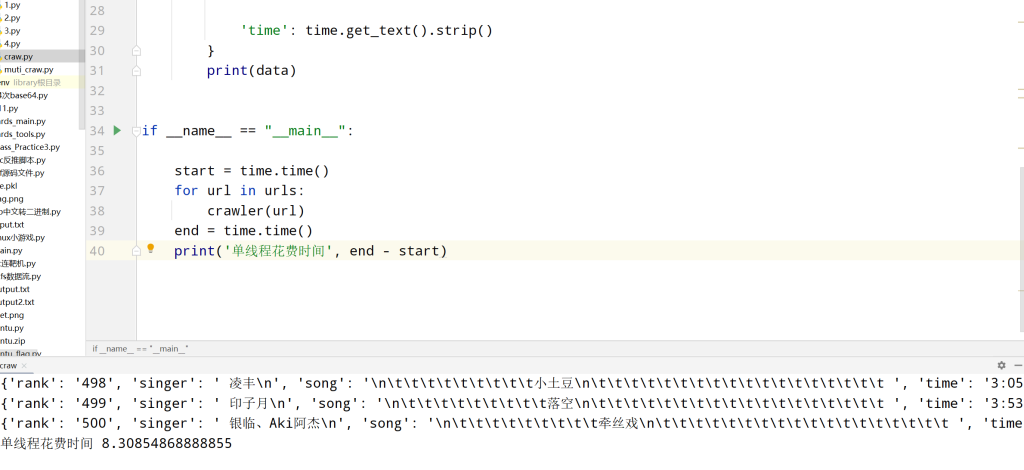 1.py
2.py
3.py
4.py
craw.py
muti_craw.py
env library根目录
次base64.py
11.py
ards_main.py
ards_tools.py
ass_Practice3.py
c反推脚本.py
源码文件.py
e.pkl
ag.png
中文转二进制.py
put.txt
nux小游戏.py
ain.py
连靶机.py
fs数据流.py
utput.txt
utput2.txt
et.png
ntu.py
ntu.zip
ntu_flag.py
28
29 'time': time.get_text().strip()
30 }
31 print(data)
32
33
34 if __name__ == "__main__":
35
36 start = time.time()
37 for url in urls:
38 crawler(url)
39 end = time.time()
40 print('单线程花费时间', end - start)
if __name__ == "__main__"
craw
{'rank': '498', 'singer': ' 凌丰\n', 'song': '\n\t\t\t\t\t\t\t\t\t小土豆\n\t\t\t\t\t\t\t\t\t\t\t\t\t\t\t\t\t\t ', 'time': '3:05
{'rank': '499', 'singer': ' 印子月\n', 'song': '\n\t\t\t\t\t\t\t\t\t落空\n\t\t\t\t\t\t\t\t\t\t\t\t\t\t\t\t\t\t ', 'time': '3:53
{'rank': '500', 'singer': ' 银临、Aki阿杰\n', 'song': '\n\t\t\t\t\t\t\t\t\t牵丝戏\n\t\t\t\t\t\t\t\t\t\t\t\t\t\t\t\t\t\t ', 'time
单线程花费时间 8.30854868888855